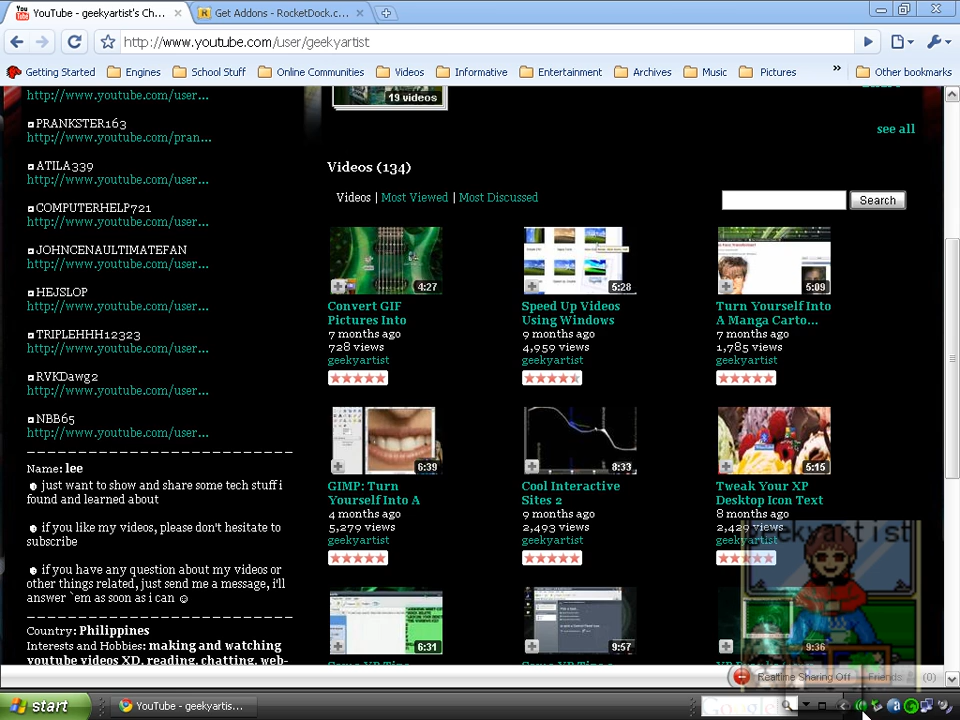 YouTube - geekyartist's Ch...
Get Addons - RocketDock.c...
http://www.youtube.com/user/geekyartist
Getting Started
Engines
School Stuff
Online Communities
Videos
Informative
Entertainment
Archives
Music
Pictures
»
Other bookmarks
http://www.youtube.com/user...
PRANKSTER163
http://www.youtube.com/pran...
ATILA339
http://www.youtube.com/user...
COMPUTERHELP721
http://www.youtube.com/user...
JOHNCENAULTIMATEFAN
http://www.youtube.com/user...
HEJSLOP
http://www.youtube.com/user...
TRIPLEHHH12323
http://www.youtube.com/user...
RVKDawg2
http://www.youtube.com/user...
NBB65
http://www.youtube.com/user...
Name: lee
just want to show and share some tech stuff i
found and learned about
if you like my videos, please don't hesitate to
subscribe
if you have any question about my videos or
other things related, just send me a message, i'll
answer `em as soon as i can ☺
Country: Philippines
Interests and Hobbies: making and watching
youtube videos XD, reading, chatting, web-
19 videos
see all
Videos (134)
Videos | Most Viewed | Most Discussed
Search
4:27
Convert GIF
Pictures Into
7 months ago
728 views
geekyartist
5:28
Speed Up Videos
Using Windows
9 months ago
4,959 views
geekyartist
5:09
Turn Yourself Into
A Manga Carto...
7 months ago
1,785 views
geekyartist
6:39
GIMP: Turn
Yourself Into A
4 months ago
5,279 views
geekyartist
8:33
Cool Interactive
Sites 2
9 months ago
2,493 views
geekyartist
5:15
Tweak Your XP
Desktop Icon Text
8 months ago
2,429 views
geekyartist
6:31
9:57
9:36
geekyartist
Realtime Sharing Off
Friends
(0)
start
YouTube - geekyartis...
Google